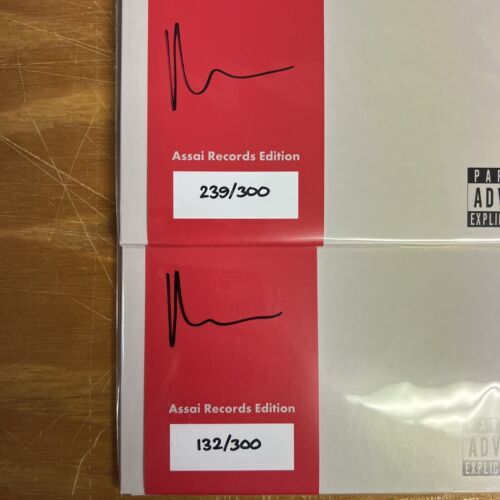 Assai Records Edition
239/300
PAR
ADV
EXPLIC
Assai Records Edition
132/300
PAR
ADV
EXPLIC